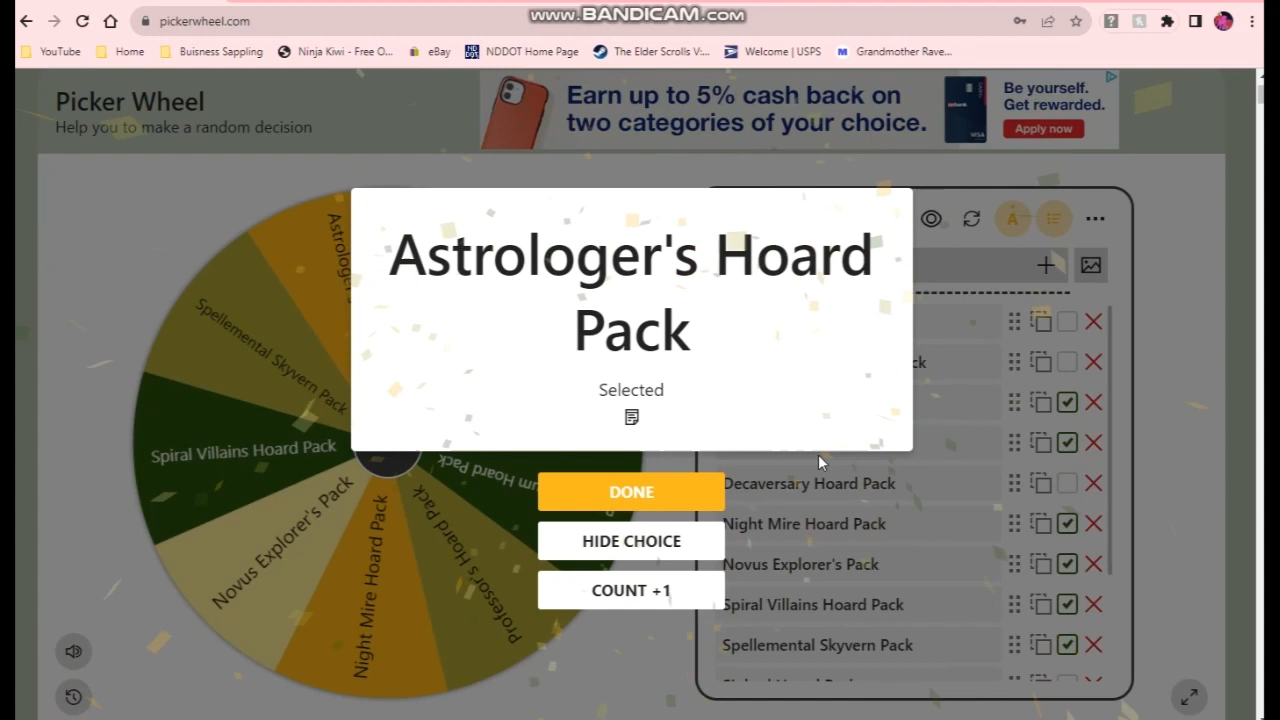 www.BANDICAM.com
pickerwheel.com
YouTube
Home
Buisness Sappling
Ninja Kiwi - Free O...
eBay
NDDOT Home Page
The Elder Scrolls V:...
Welcome | USPS
Grandmother Rave...
Picker Wheel
Help you to make a random decision
Earn up to 5% cash back on
two categories of your choice.
VISA
Be yourself.
Get rewarded.
Apply now
Astrologer's Hoard
Pack
Selected
DONE
HIDE CHOICE
COUNT +1
Spellemental Skyvern Pack
Spiral Villains Hoard Pack
Novus Explorer's Pack
Night Mire Hoard Pack
Professor's Hoard Pack
A
Decaversary Hoard Pack
Night Mire Hoard Pack
Novus Explorer's Pack
Spiral Villains Hoard Pack
Spellemental Skyvern Pack